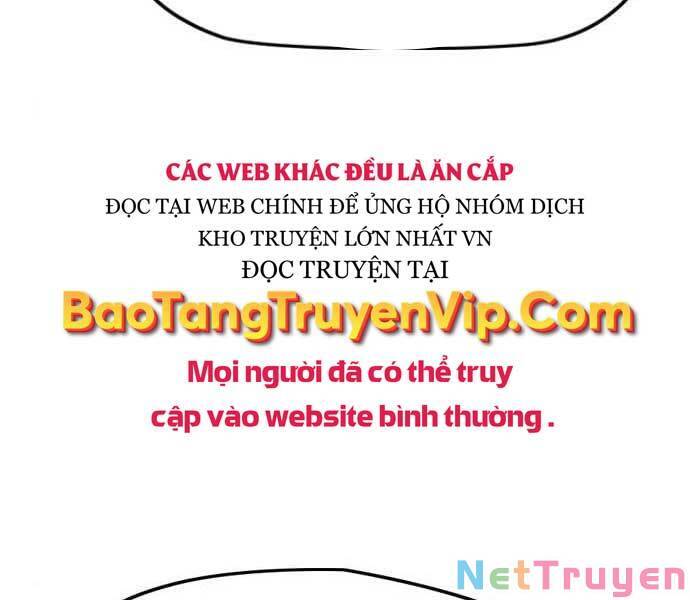 CÁC WEB KHÁC ĐỀU LÀ ĂN CẮP
ĐỌC TẠI WEB CHÍNH ĐỂ ỦNG HỘ NHÓM DỊCH
KHO TRUYỆN LỚN NHẤT VN
ĐỌC TRUYỆN TẠI
BaoTangTruyenVip.Com
Mọi người đã có thể truy
cập vào website bình thường.
NetTruyen